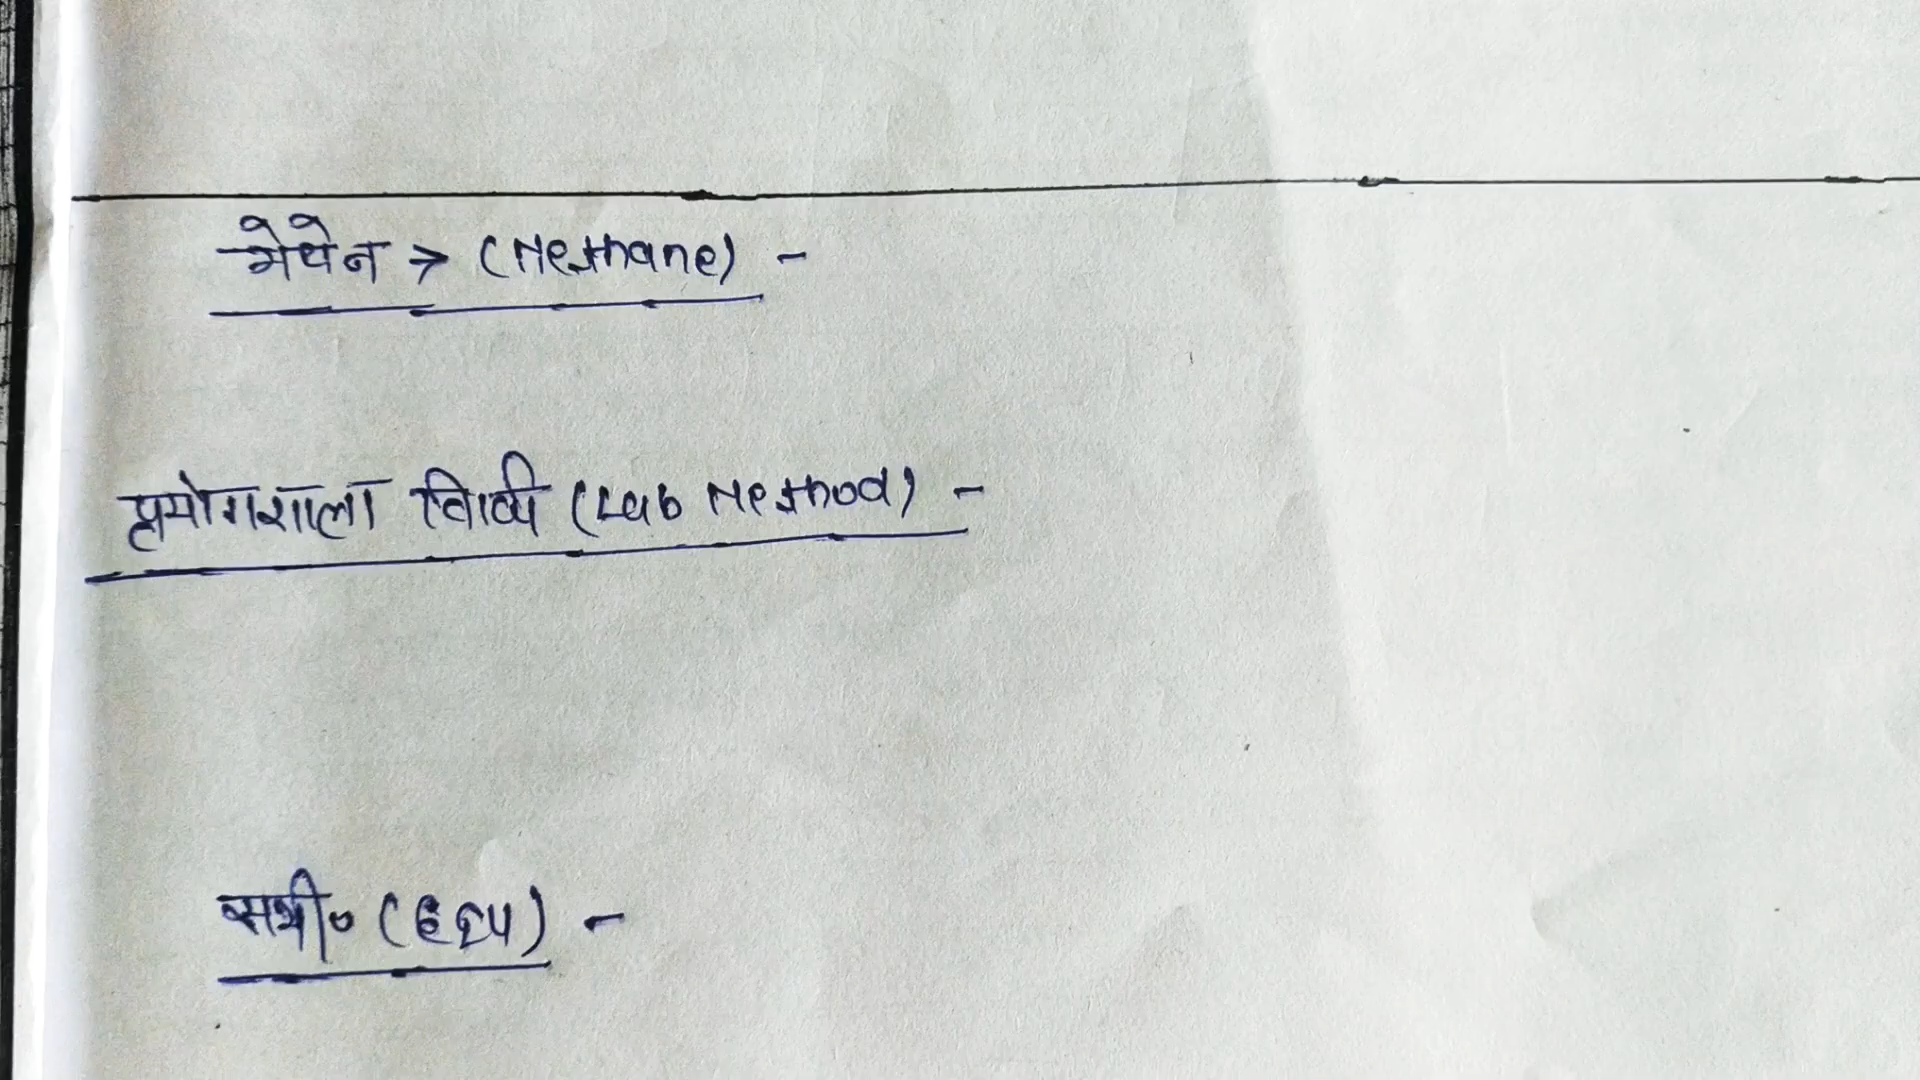 मेथेन → (Methane) -
प्रयोगशाला विधी (Lab Method) -
समी० (Eqn) -